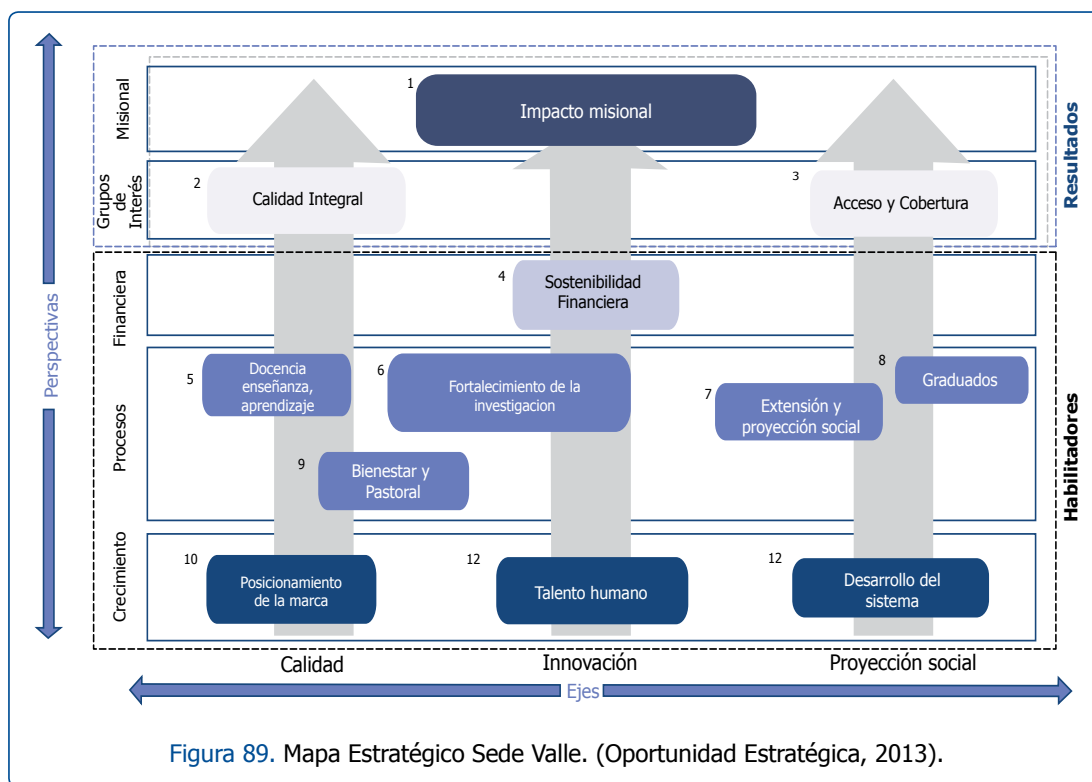 Perspectivas
Misional
1
Impacto misional
Grupos
de
Interés
2
Calidad Integral
3
Acceso y Cobertura
Resultados
Financiera
4
Sostenibilidad
Financiera
Procesos
5
Docencia
enseñanza,
aprendizaje
6
Fortalecimiento de la
investigacion
7
Extensión y
proyección social
8
Graduados
9
Bienestar y
Pastoral
Habilitadores
Crecimiento
10
Posicionamiento
de la marca
12
Talento humano
12
Desarrollo del
sistema
Calidad
Innovación
Proyección social
Ejes
Figura 89. Mapa Estratégico Sede Valle. (Oportunidad Estratégica, 2013).